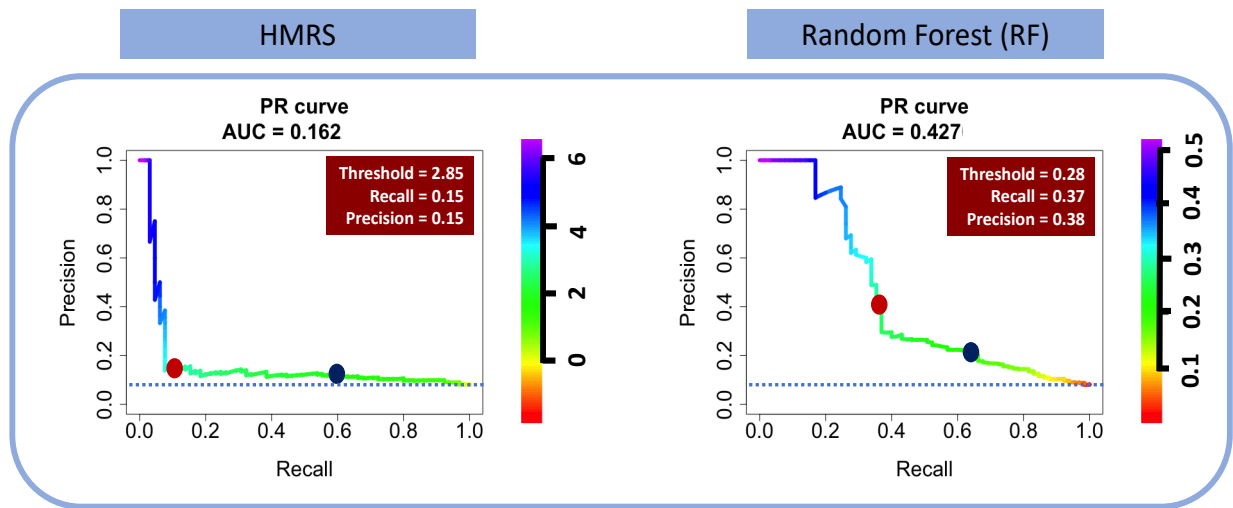 HMRS
PR curve
AUC = 0.162
Threshold = 2.85
Recall = 0.15
Precision = 0.15
Precision
0.0 0.2 0.4 0.6 0.8 1.0
0.0 0.2 0.4 0.6 0.8 1.0
Recall
0 2 4 6
Random Forest (RF)
PR curve
AUC = 0.427
Threshold = 0.28
Recall = 0.37
Precision = 0.38
Precision
0.0 0.2 0.4 0.6 0.8 1.0
0.0 0.2 0.4 0.6 0.8 1.0
Recall
0.1 0.2 0.3 0.4 0.5